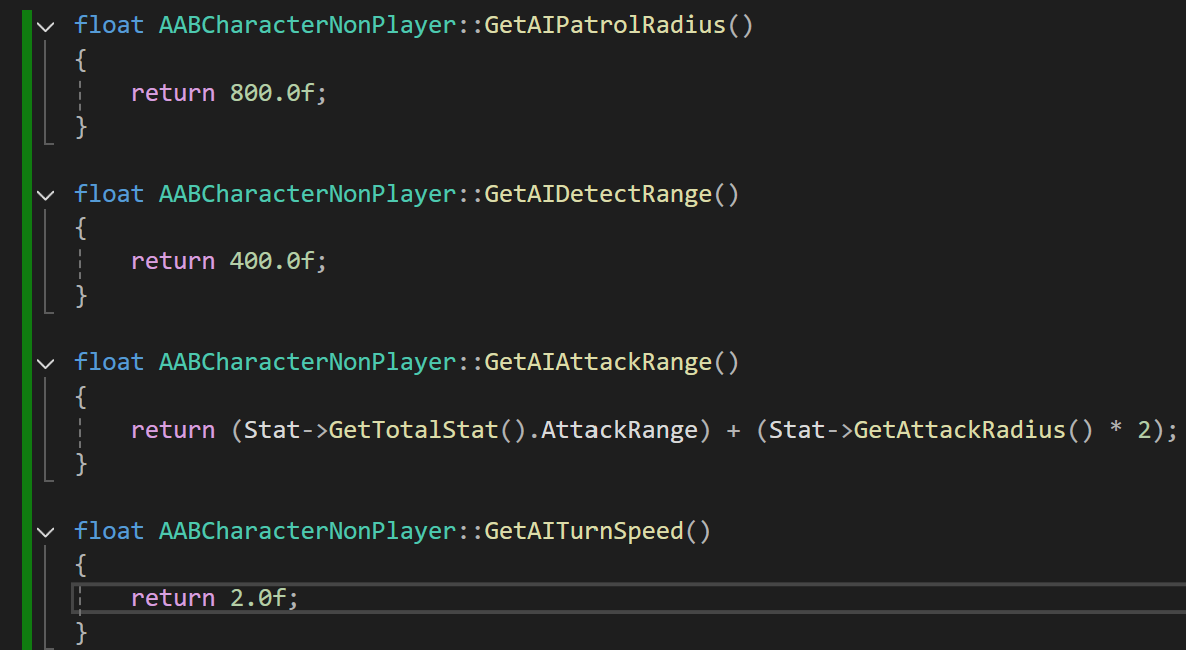 float AABCharacterNonPlayer::GetAIPatrolRadius()
{
    return 800.0f;
}

float AABCharacterNonPlayer::GetAIDetectRange()
{
    return 400.0f;
}

float AABCharacterNonPlayer::GetAIAttackRange()
{
    return (Stat->GetTotalStat().AttackRange) + (Stat->GetAttackRadius() * 2);
}

float AABCharacterNonPlayer::GetAITurnSpeed()
{
    return 2.0f;
}